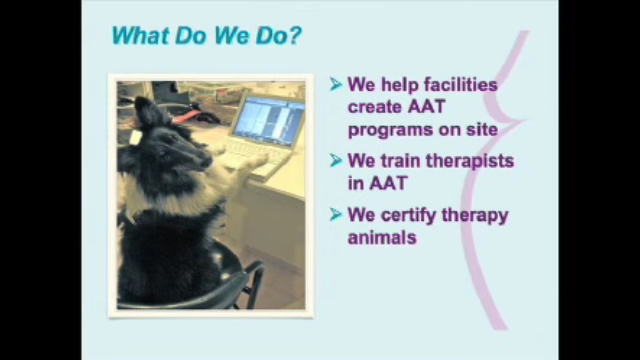 What Do We Do?
We help facilities
create AAT
programs on site
We train therapists
in AAT
We certify therapy
animals